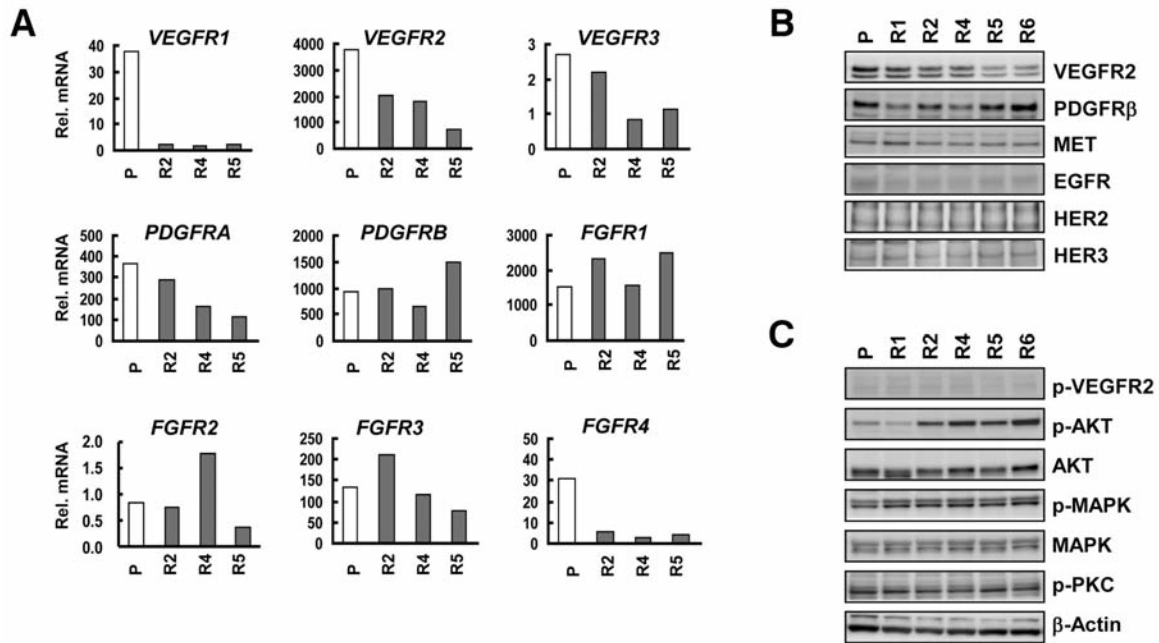 A
VEGFR1
VEGFR2
VEGFR3
Rel. mRNA
40
30
20
10
0
P
R2
R4
R5
4000
3000
2000
1000
0
P
R2
R4
R5
3
2
1
0
P
R2
R4
R5
PDGFRA
PDGFRB
FGFR1
Rel. mRNA
500
400
300
200
100
0
P
R2
R4
R5
2000
1500
1000
500
0
P
R2
R4
R5
3000
2000
1000
0
P
R2
R4
R5
FGFR2
FGFR3
FGFR4
Rel. mRNA
2.0
1.5
1.0
0.5
0.0
P
R2
R4
R5
250
200
150
100
50
0
P
R2
R4
R5
50
40
30
20
10
0
P
R2
R4
R5
B
P R1 R2 R4 R5 R6
VEGFR2
PDGFRβ
MET
EGFR
HER2
HER3
C
P R1 R2 R4 R5 R6
p-VEGFR2
p-AKT
AKT
p-MAPK
MAPK
p-PKC
β-Actin